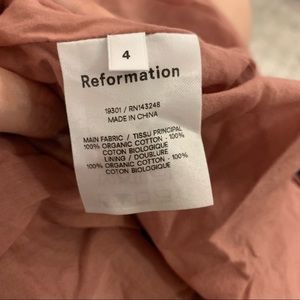 4
Reformation
19301 / RN143248
MADE IN CHINA
MAIN FABRIC / TISSU PRINCIPAL
100% ORGANIC COTTON - 100%
COTON BIOLOGIQUE
LINING / DOUBLURE
100% ORGANIC COTTON - 100%
COTON BIOLOGIQUE